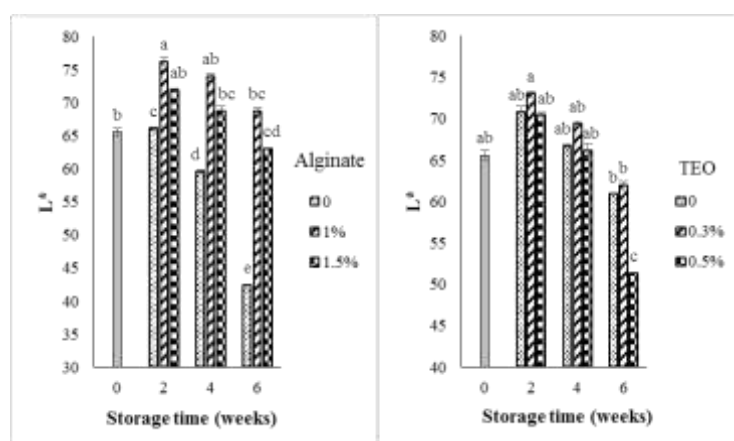 80
75
70
65
60
55
50
45
40
35
30
L*
b
c
a
ab
d
ab
bc
e
bc
cd
0
2
4
6
Storage time (weeks)
Alginate
0
1%
1.5%
80
75
70
65
60
55
50
45
40
L*
ab
ab
a
ab
ab
ab
ab
b
b
c
0
2
4
6
Storage time (weeks)
TEO
0
0.3%
0.5%